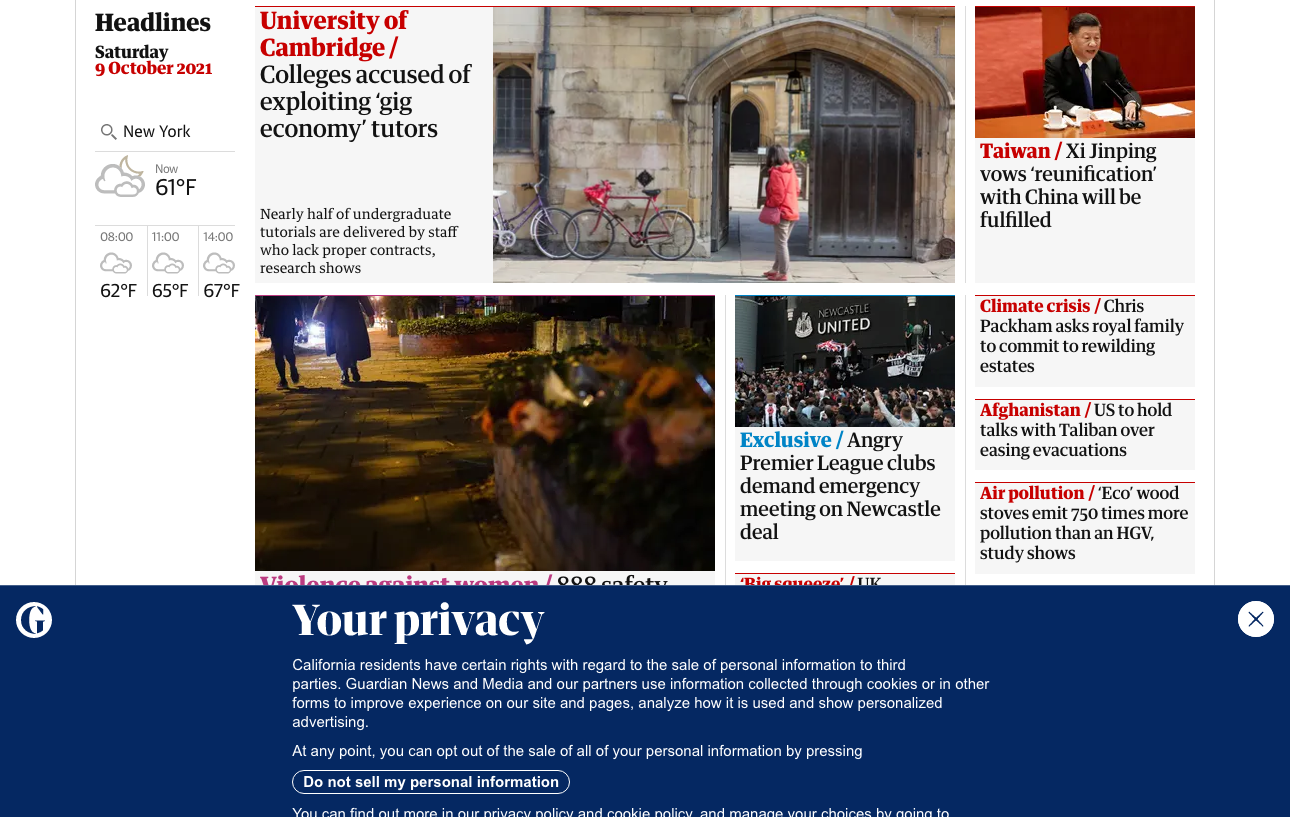 Headlines
Saturday
9 October 2021
New York
Now
61°F
08:00 11:00 14:00
62°F 65°F 67°F
University of
Cambridge /
Colleges accused of
exploiting ‘gig
economy’ tutors
Nearly half of undergraduate
tutorials are delivered by staff
who lack proper contracts,
research shows
Taiwan / Xi Jinping
vows ‘reunification’
with China will be
fulfilled
NEWCASTLE
UNITED
Exclusive / Angry
Premier League clubs
demand emergency
meeting on Newcastle
deal
Climate crisis / Chris
Packham asks royal family
to commit to rewilding
estates
Afghanistan / US to hold
talks with Taliban over
easing evacuations
Air pollution / ‘Eco’ wood
stoves emit 750 times more
pollution than an HGV,
study shows
Violence against women / 888 safety
‘Big squeeze’ / UK
G
Your privacy
California residents have certain rights with regard to the sale of personal information to third
parties. Guardian News and Media and our partners use information collected through cookies or in other
forms to improve experience on our site and pages, analyze how it is used and show personalized
advertising.
At any point, you can opt out of the sale of all of your personal information by pressing
Do not sell my personal information
You can find out more in our privacy policy and cookie policy, and manage your choices by going to